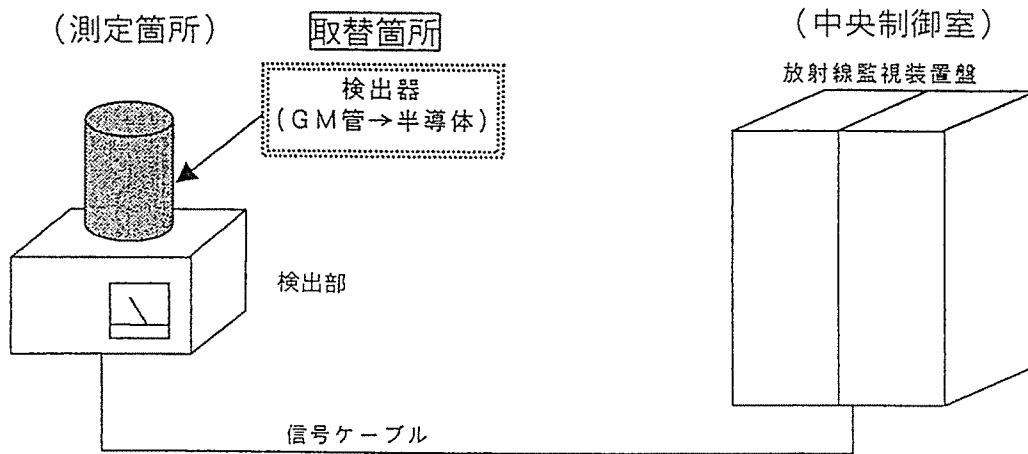 （測定箇所）
取替箇所
検出器
（ＧＭ管→半導体）
（中央制御室）
放射線監視装置盤
検出部
信号ケーブル